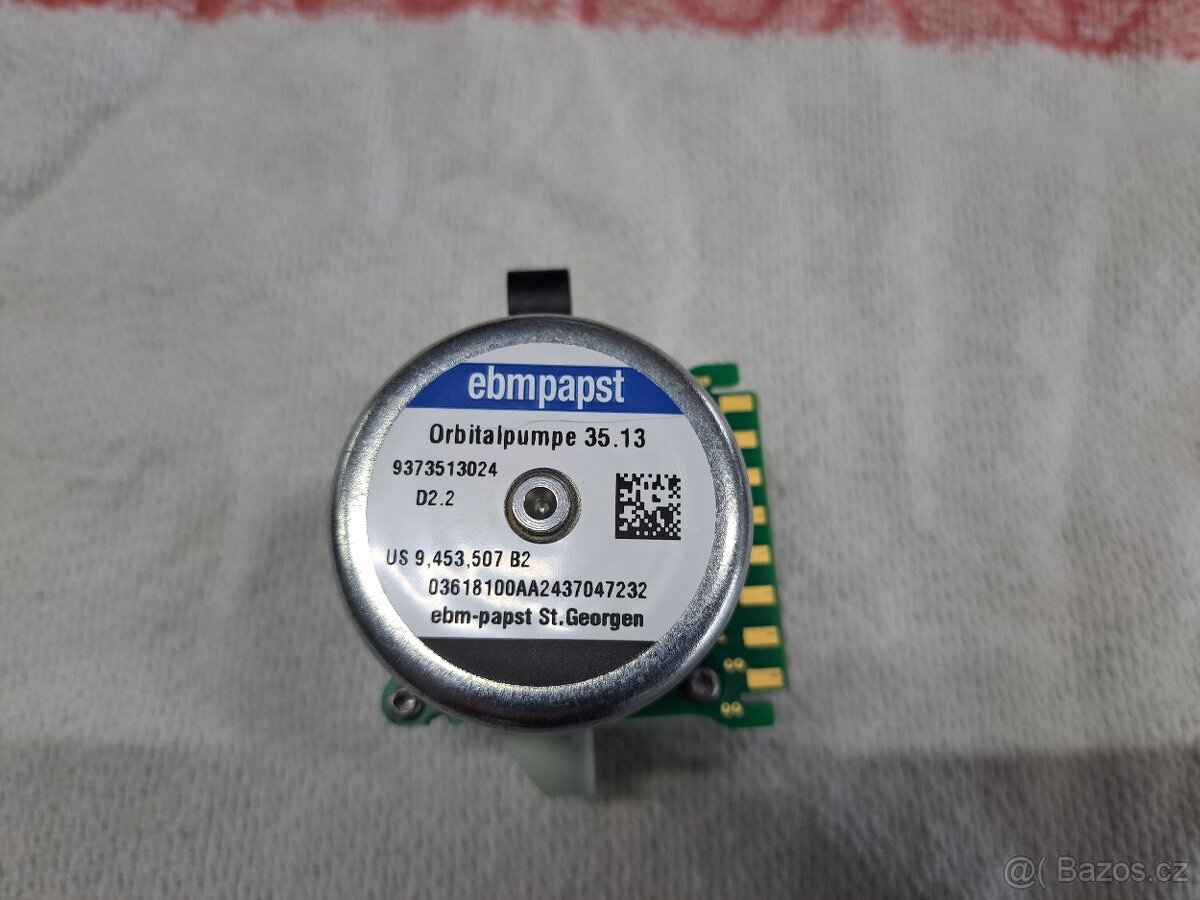 ebmpapst
Orbitalpumpe 35.13
9373513024
D2.2
US 9,453,507 B2
03618100AA2437047232
ebm-papst St.Georgen
@( Bazos.cz